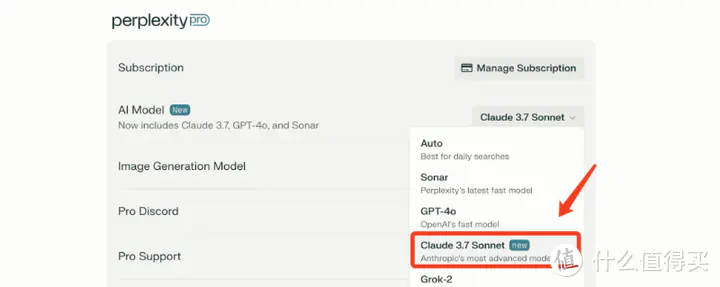 perplexity pro
Subscription
Manage Subscription
AI Model New
Now includes Claude 3.7, GPT-4o, and Sonar
Claude 3.7 Sonnet
Auto
Best for daily searches
Image Generation Model
Sonar
Perplexity's latest fast model
Pro Discord
GPT-4o
OpenAI's fast model
Claude 3.7 Sonnet new
Anthropic's most advanced model
Pro Support
Grok-2
值 什么值得买